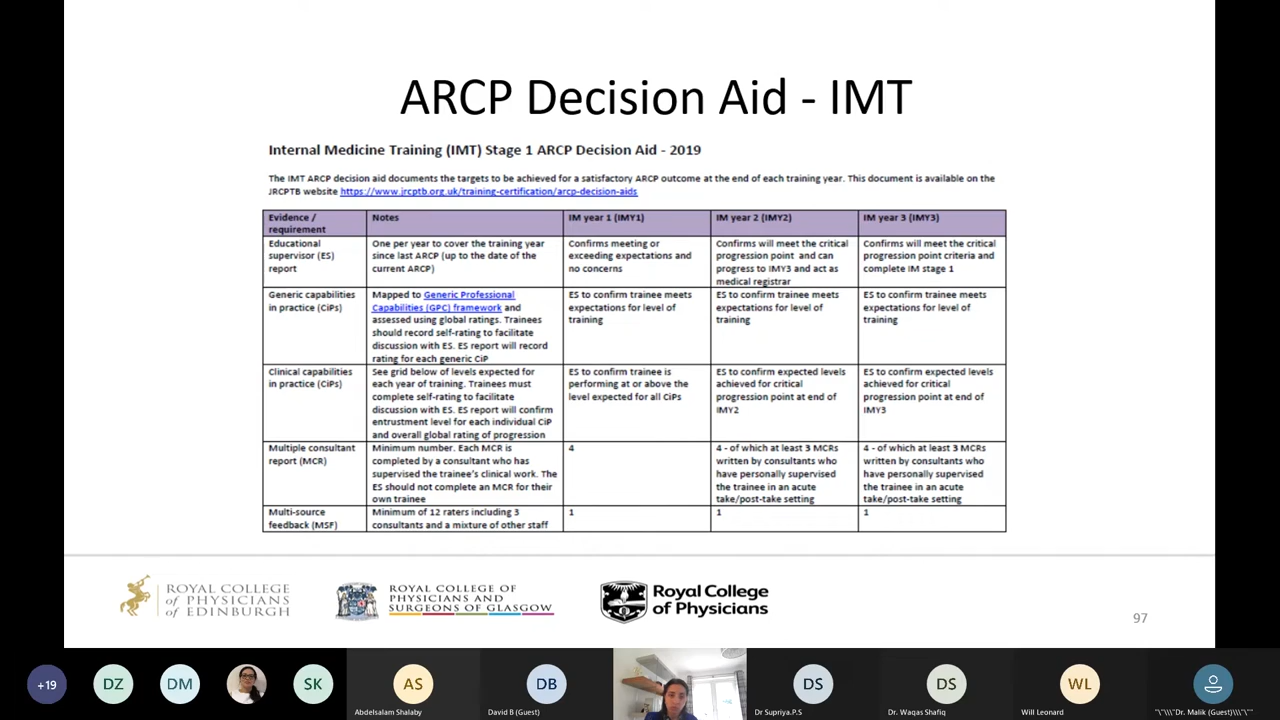 ARCP Decision Aid - IMT
Internal Medicine Training (IMT) Stage 1 ARCP Decision Aid - 2019
The IMT ARCP decision aid documents the targets to be achieved for a satisfactory ARCP outcome at the end of each training year. This document is available on the
JRCPTB website https://www.jrcptb.org.uk/training-certification/arcp-decision-aids
Evidence /
requirement
Notes
IM year 1 (IMY1)
IM year 2 (IMY2)
IM year 3 (IMY3)
Educational
supervisor (ES)
report
One per year to cover the training year
since last ARCP (up to the date of the
current ARCP)
Confirms meeting or
exceeding expectations and
no concerns
Confirms will meet the critical
progression point and can
progress to IMY3 and act as
medical registrar
Confirms will meet the critical
progression point criteria and
complete IM stage 1
Generic capabilities
in practice (CiPs)
Mapped to Generic Professional
Capabilities (GPC) framework and
assessed using global ratings. Trainees
should record self-rating to facilitate
discussion with ES. ES report will record
rating for each generic CiP
ES to confirm trainee meets
expectations for level of
training
ES to confirm trainee meets
expectations for level of
training
ES to confirm trainee meets
expectations for level of
training
Clinical capabilities
in practice (CiPs)
See grid below of levels expected for
each year of training. Trainees must
complete self-rating to facilitate
discussion with ES. ES report will confirm
entrustment level for each individual CiP
and overall global rating of progression
ES to confirm trainee is
performing at or above the
level expected for all CiPs
ES to confirm expected levels
achieved for critical
progression point at end of
IMY2
ES to confirm expected levels
achieved for critical
progression point at end of
IMY3
Multiple consultant
report (MCR)
Minimum number. Each MCR is
completed by a consultant who has
supervised the trainee's clinical work. The
ES should not complete an MCR for their
own trainee
4
4 - of which at least 3 MCRs
written by consultants who
have personally supervised
the trainee in an acute
take/post-take setting
4 - of which at least 3 MCRs
written by consultants who
have personally supervised
the trainee in an acute
take/post-take setting
Multi-source
feedback (MSF)
Minimum of 12 raters including 3
consultants and a mixture of other staff
1
1
1
ROYAL COLLEGE
of PHYSICIANS
of EDINBURGH
ROYAL COLLEGE OF
PHYSICIANS AND
SURGEONS OF GLASGOW
Royal College
of Physicians
97
+19
DZ
DM
SK
AS
Abdelsalam Shalaby
DB
David B (Guest)
DS
Dr Supriya.P.S
DS
Dr. Waqas Shafiq
WL
Will Leonard
"\"\\\"Dr. Malik (Guest)\\\"\""